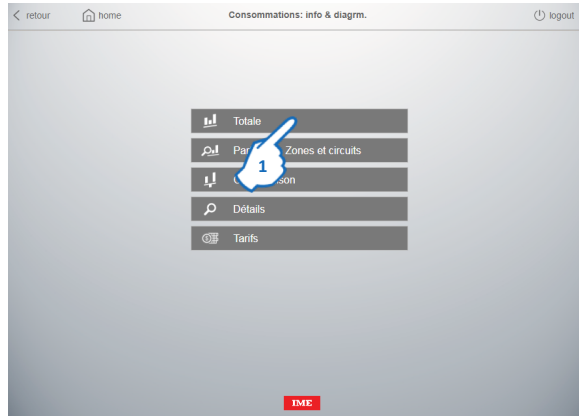 retour
home
Consommations: info & diagrm.
logout
Totale
Zones et circuits
1
Détails
Tarifs
IME